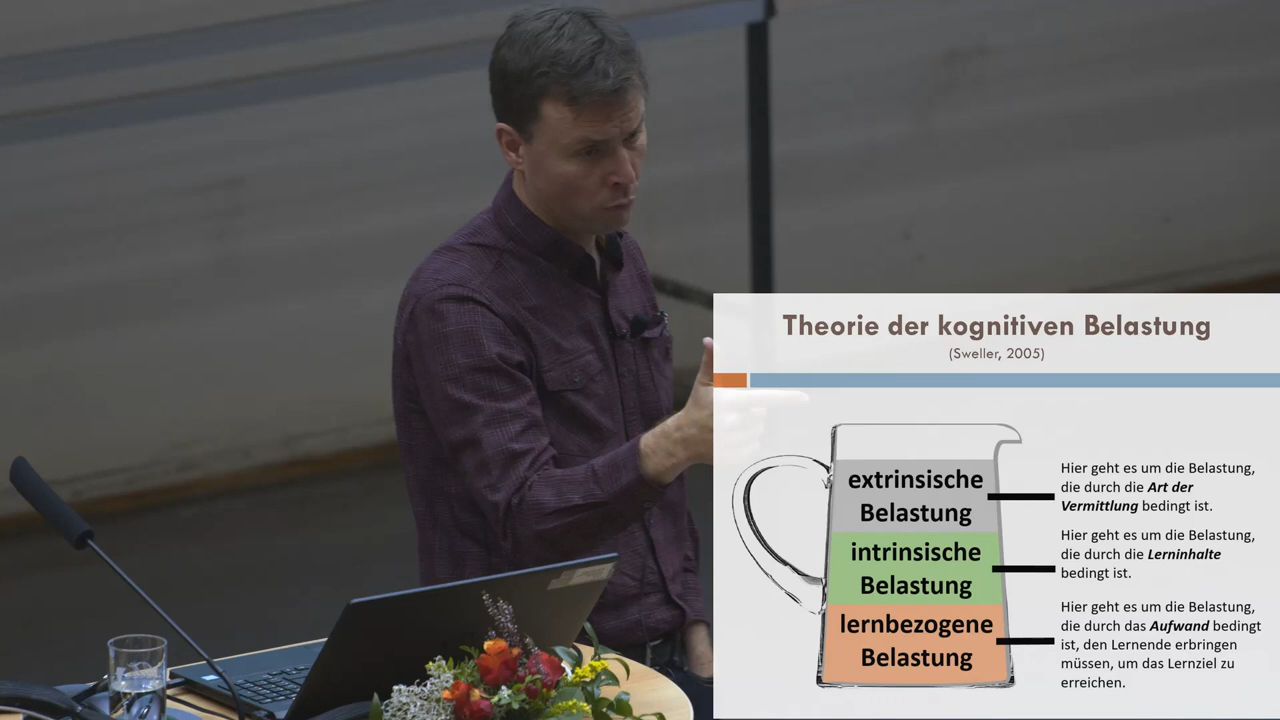 Theorie der kognitiven Belastung
(Sweller, 2005)
extrinsische
Belastung
Hier geht es um die Belastung,
die durch die Art der
Vermittlung bedingt ist.
intrinsische
Belastung
Hier geht es um die Belastung,
die durch die Lerninhalte
bedingt ist.
lernbezogene
Belastung
Hier geht es um die Belastung,
die durch das Aufwand bedingt
ist, den Lernende erbringen
müssen, um das Lernziel zu
erreichen.